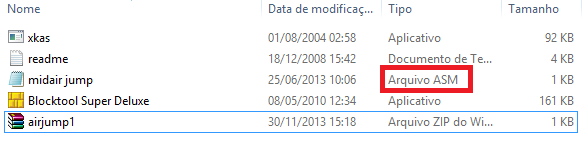 Nome Data de modificaç... Tipo Tamanho
xkas 01/08/2004 02:58 Aplicativo 92 KB
readme 18/12/2008 15:42 Documento de Te... 4 KB
midair jump 25/06/2013 10:06 Arquivo ASM 1 KB
Blocktool Super Deluxe 08/05/2010 12:34 Aplicativo 161 KB
airjump1 30/11/2013 15:18 Arquivo ZIP do Wi... 1 KB